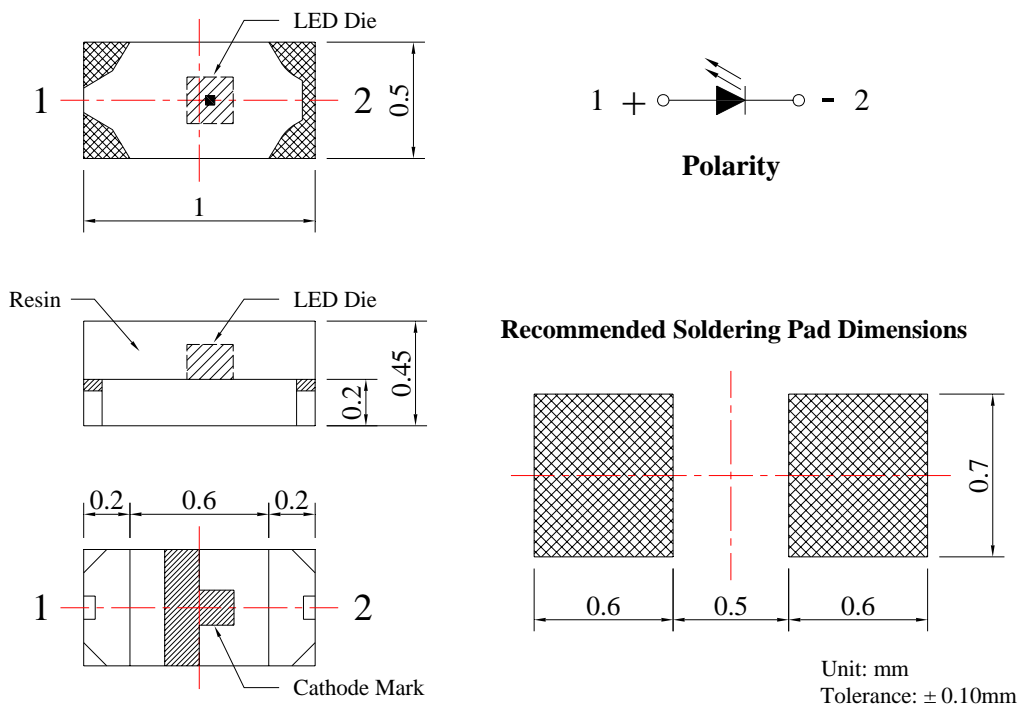 LED Die
1
2
0.5
1
1 + - 2
Polarity
Resin
LED Die
0.2
0.45
Recommended Soldering Pad Dimensions
0.7
0.6
0.5
0.6
0.2
0.6
0.2
1
2
Cathode Mark
Unit: mm
Tolerance: ± 0.10mm